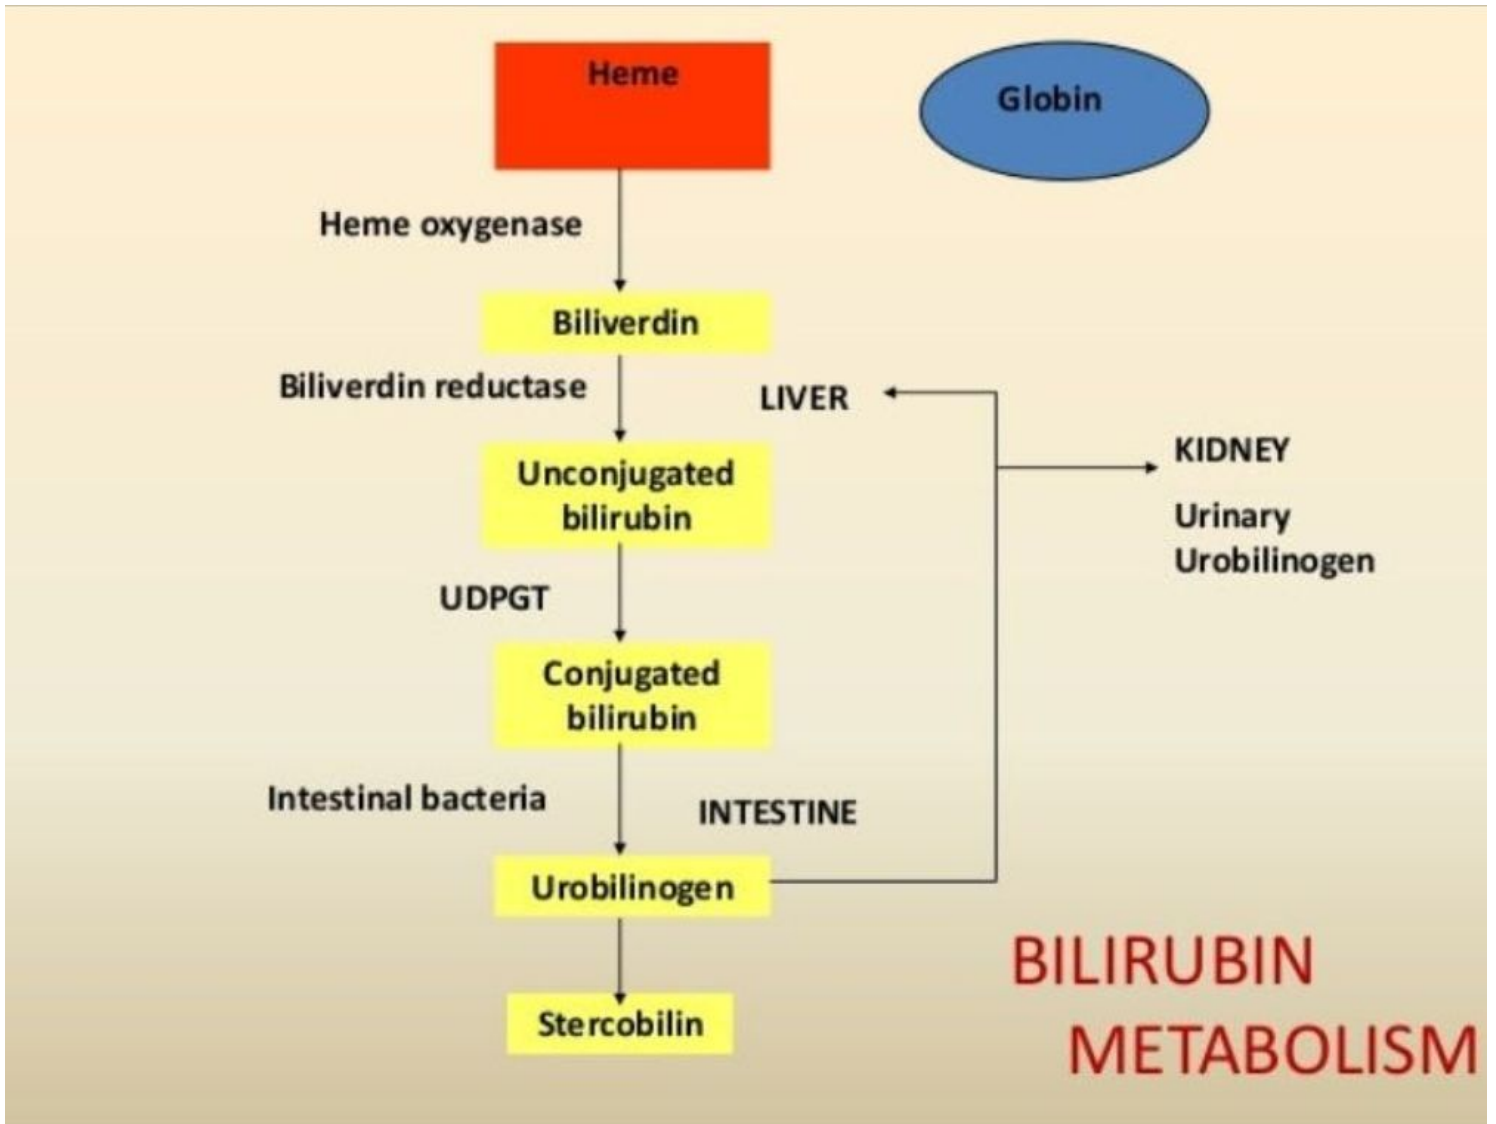 Heme
Globin
Heme oxygenase
Biliverdin
Biliverdin reductase
LIVER
KIDNEY
Urinary
Urobilinogen
Unconjugated
bilirubin
UDPGT
Conjugated
bilirubin
Intestinal bacteria
INTESTINE
Urobilinogen
Stercobilin
BILIRUBIN
METABOLISM